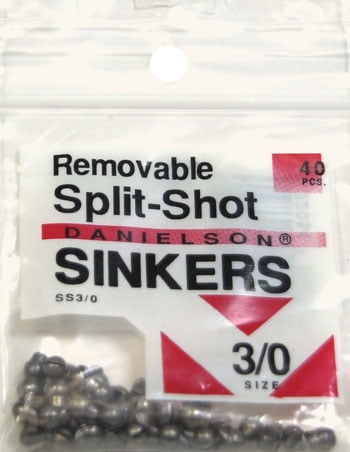 Removable
40
PCS.
Split-Shot
DANIELSON®
SINKERS
SS3/0
3/0
SIZE